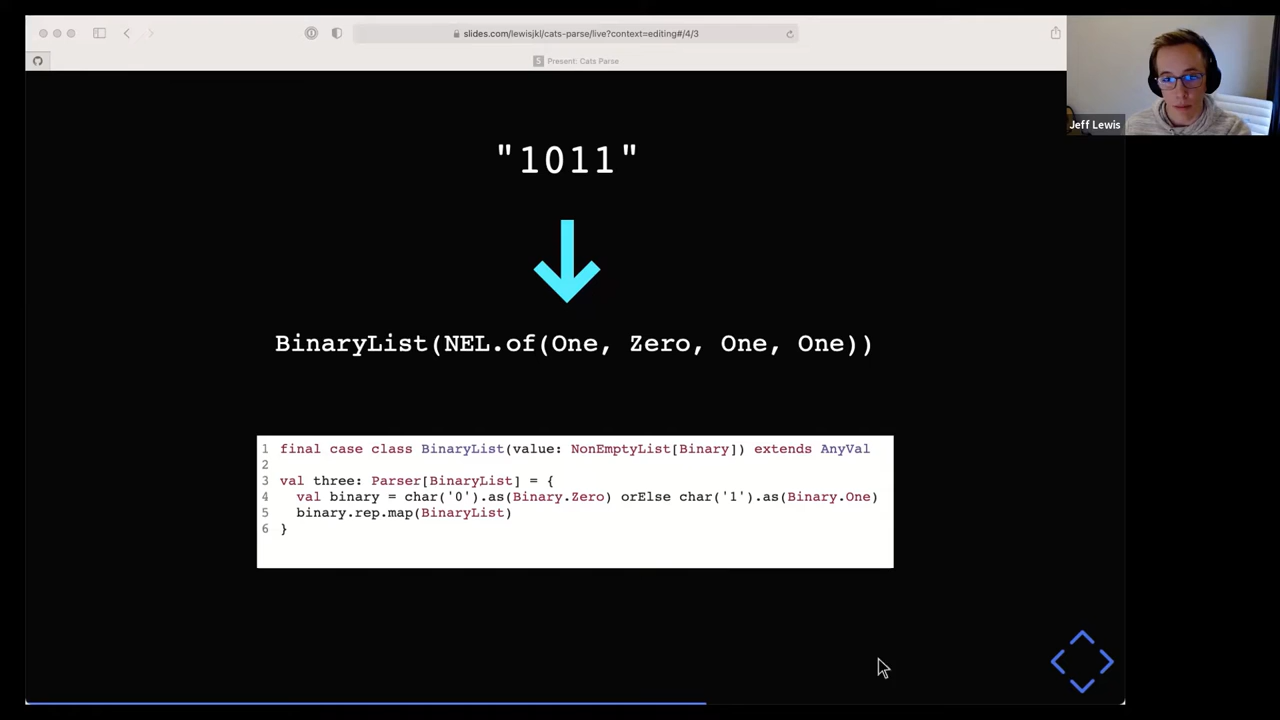 slides.com/lewisjkl/cats-parse/live?context=editing#/4/3
S Present: Cats Parse
Jeff Lewis
"1011"
BinaryList(NEL.of(One, Zero, One, One))
1 final case class BinaryList(value: NonEmptyList[Binary]) extends AnyVal
2
3 val three: Parser[BinaryList] = {
4 val binary = char('0').as(Binary.Zero) orElse char('1').as(Binary.One)
5 binary.rep.map(BinaryList)
6 }